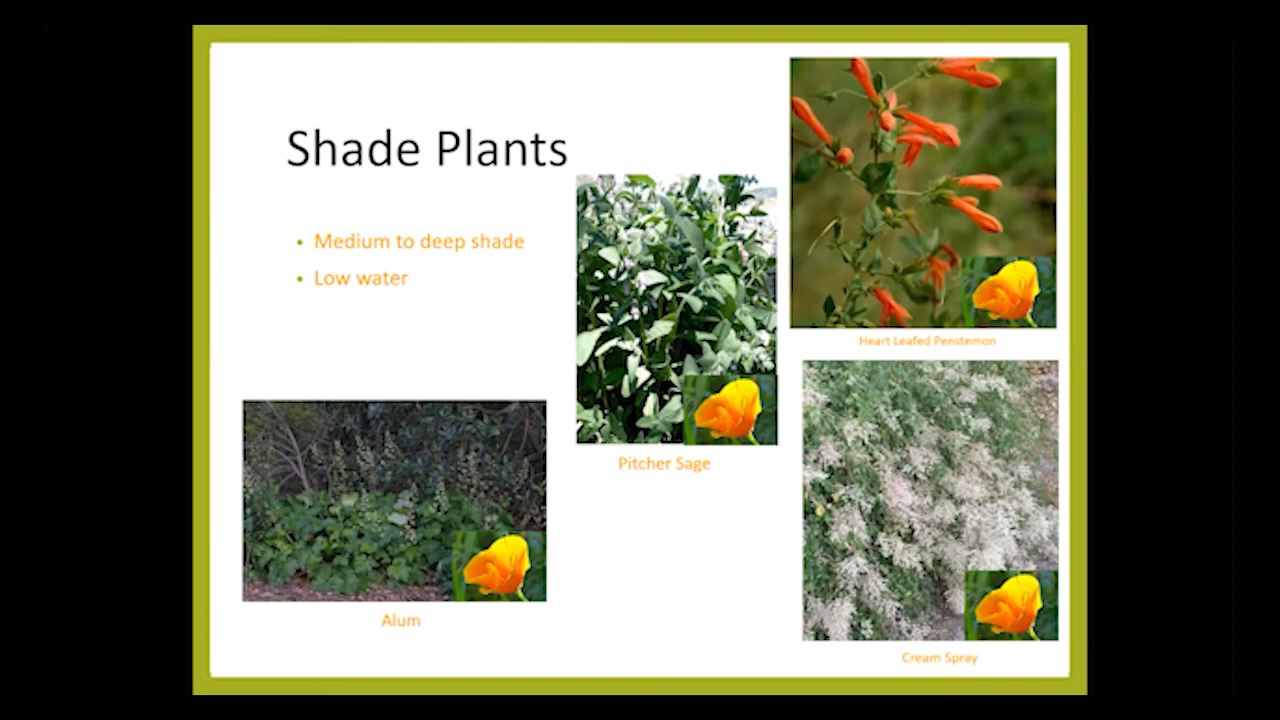 Shade Plants
Medium to deep shade
Low water
Heart Leafed Penstemon
Pitcher Sage
Alum
Cream Spray